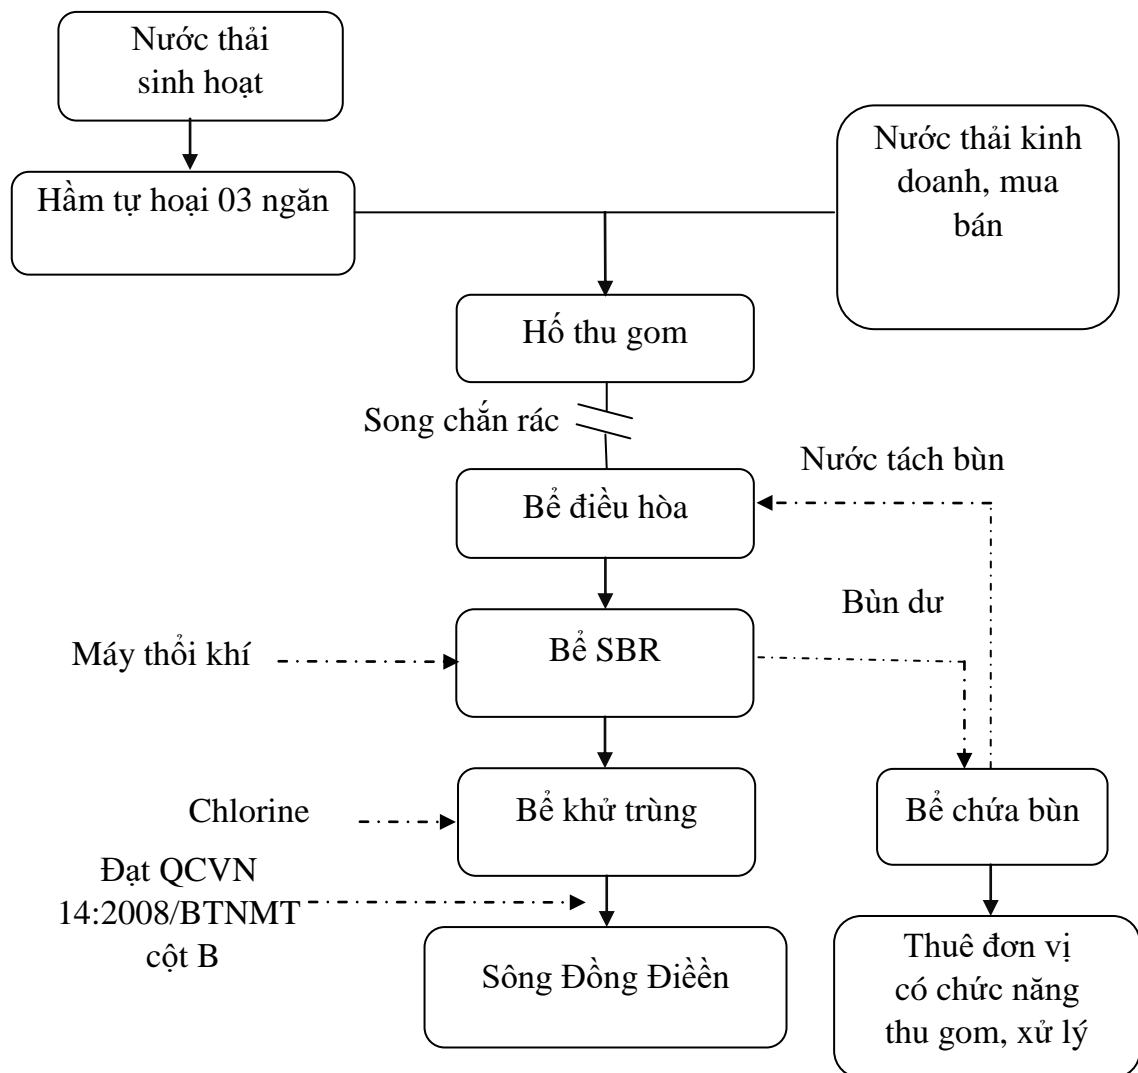 Nước thải
sinh hoạt
Nước thải kinh
doanh, mua
bán
Hầm tự hoại 03 ngăn
Hố thu gom
Song chắn rác
Nước tách bùn
Bể điều hòa
Bùn dư
Máy thổi khí
Bể SBR
Chlorine
Bể khử trùng
Bể chứa bùn
Đạt QCVN
14:2008/BTNMT
cột B
Sông Đồng Điềền
Thuê đơn vị
có chức năng
thu gom, xử lý